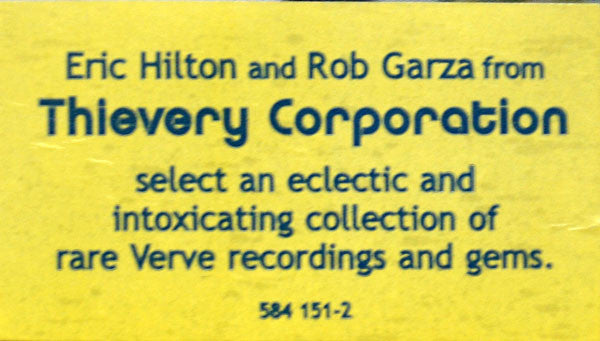 Eric Hilton and Rob Garza from
Thievery Corporation
select an eclectic and
intoxicating collection of
rare Verve recordings and gems.
584 151-2